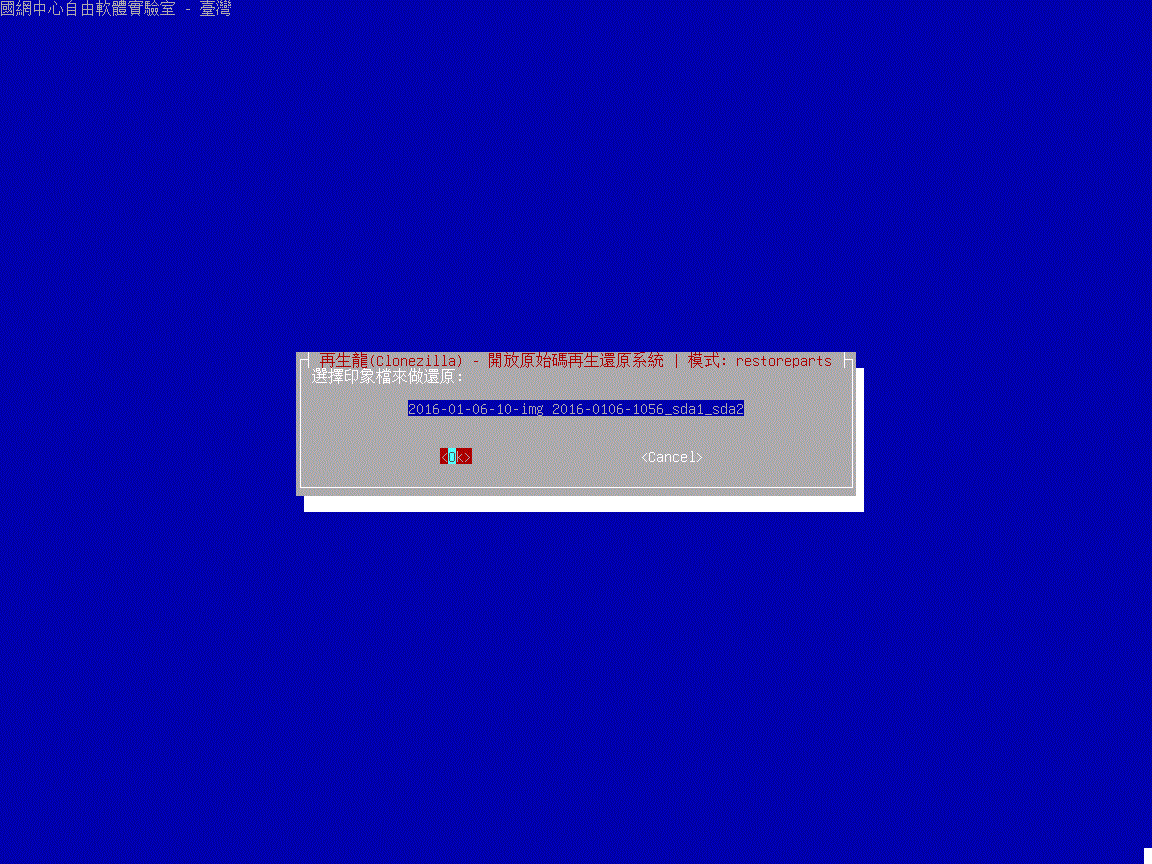 國網中心自由軟體實驗室 - 臺灣
再生龍(Clonezilla) - 開放原始碼再生還原系統 | 模式: restoreparts
選擇印象檔來做還原:
2016-01-06-10-img 2016-0106-1056_sda1_sda2
<Ok> <Cancel>